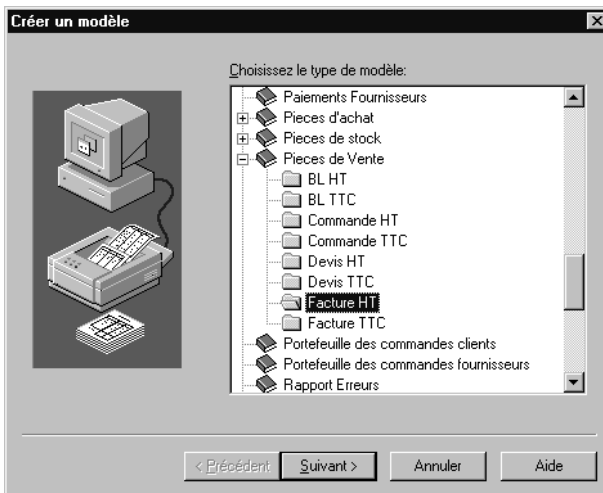 Créer un modèle
Choisissez le type de modèle:
Paiements Fournisseurs
Pieces d'achat
Pieces de stock
Pieces de Vente
BL HT
BL TTC
Commande HT
Commande TTC
Devis HT
Devis TTC
Facture HT
Facture TTC
Portefeuille des commandes clients
Portefeuille des commandes fournisseurs
Rapport Erreurs
< Précédent Suivant > Annuler Aide